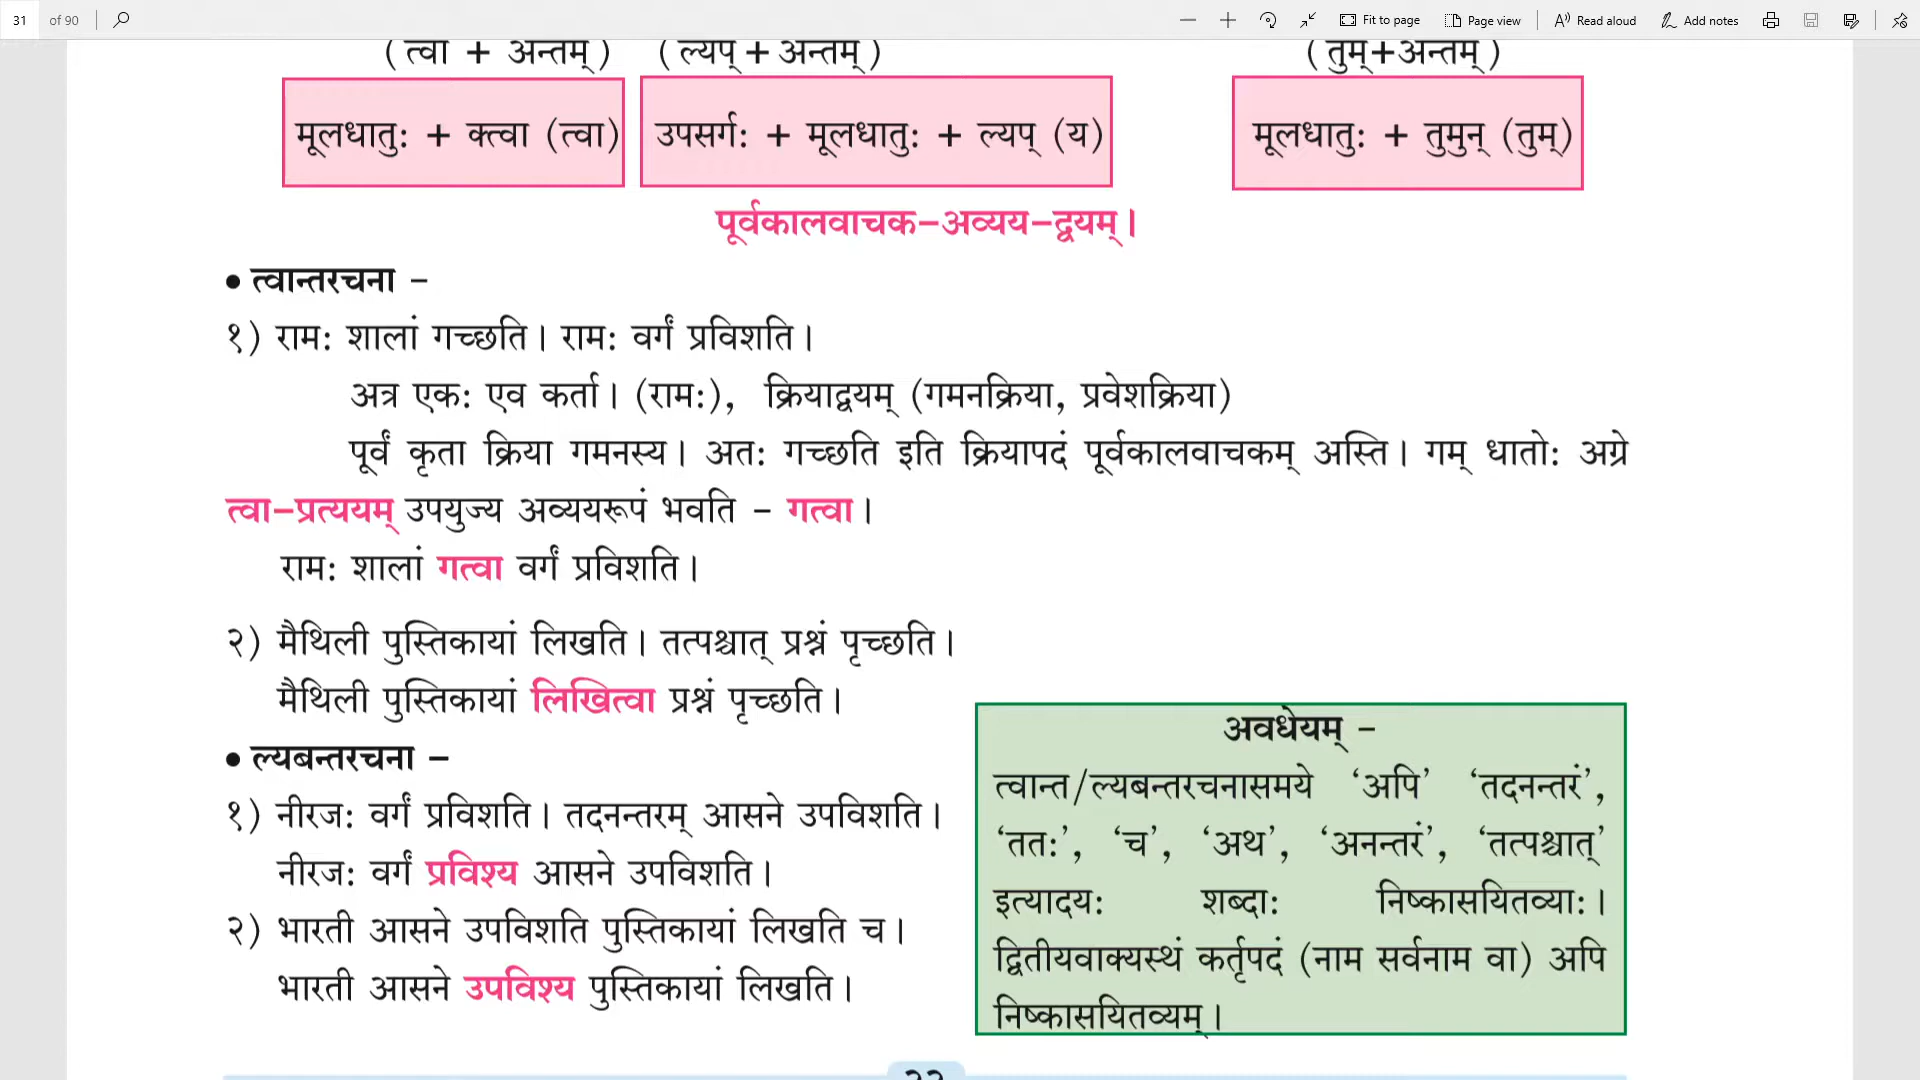 31 of 90 Fit to page Page view Read aloud Add notes
(त्वा + अन्तम्) (ल्यप् + अन्तम्) (तुम्+अन्तम्)
मूलधातुः + क्त्वा (त्वा) उपसर्गः + मूलधातुः + ल्यप् (य) मूलधातुः + तुमुन् (तुम्)
पूर्वकालवाचक-अव्यय-द्वयम्।
• त्वान्तरचना -
१) रामः शालां गच्छति। रामः वर्गं प्रविशति।
अत्र एकः एव कर्ता। (रामः), क्रियाद्वयम् (गमनक्रिया, प्रवेशक्रिया)
पूर्वं कृता क्रिया गमनस्य। अतः गच्छति इति क्रियापदं पूर्वकालवाचकम् अस्ति। गम् धातोः अग्रे
त्वा-प्रत्ययम् उपयुज्य अव्ययरूपं भवति - गत्वा।
रामः शालां गत्वा वर्गं प्रविशति।
२) मैथिली पुस्तिकायां लिखति। तत्पश्चात् प्रश्नं पृच्छति।
मैथिली पुस्तिकायां लिखित्वा प्रश्नं पृच्छति।
• ल्यबन्तरचना -
१) नीरजः वर्गं प्रविशति। तदनन्तरम् आसने उपविशति।
नीरजः वर्गं प्रविश्य आसने उपविशति।
२) भारती आसने उपविशति पुस्तिकायां लिखति च।
भारती आसने उपविश्य पुस्तिकायां लिखति।
अवधेयम् -
त्वान्त/ल्यबन्तरचनासमये ‘अपि’ ‘तदनन्तरं’,
‘ततः’, ‘च’, ‘अथ’, ‘अनन्तरं’, ‘तत्पश्चात्’
इत्यादयः शब्दाः निष्कासयितव्याः।
द्वितीयवाक्यस्थं कर्तृपदं (नाम सर्वनाम वा) अपि
निष्कासयितव्यम्।